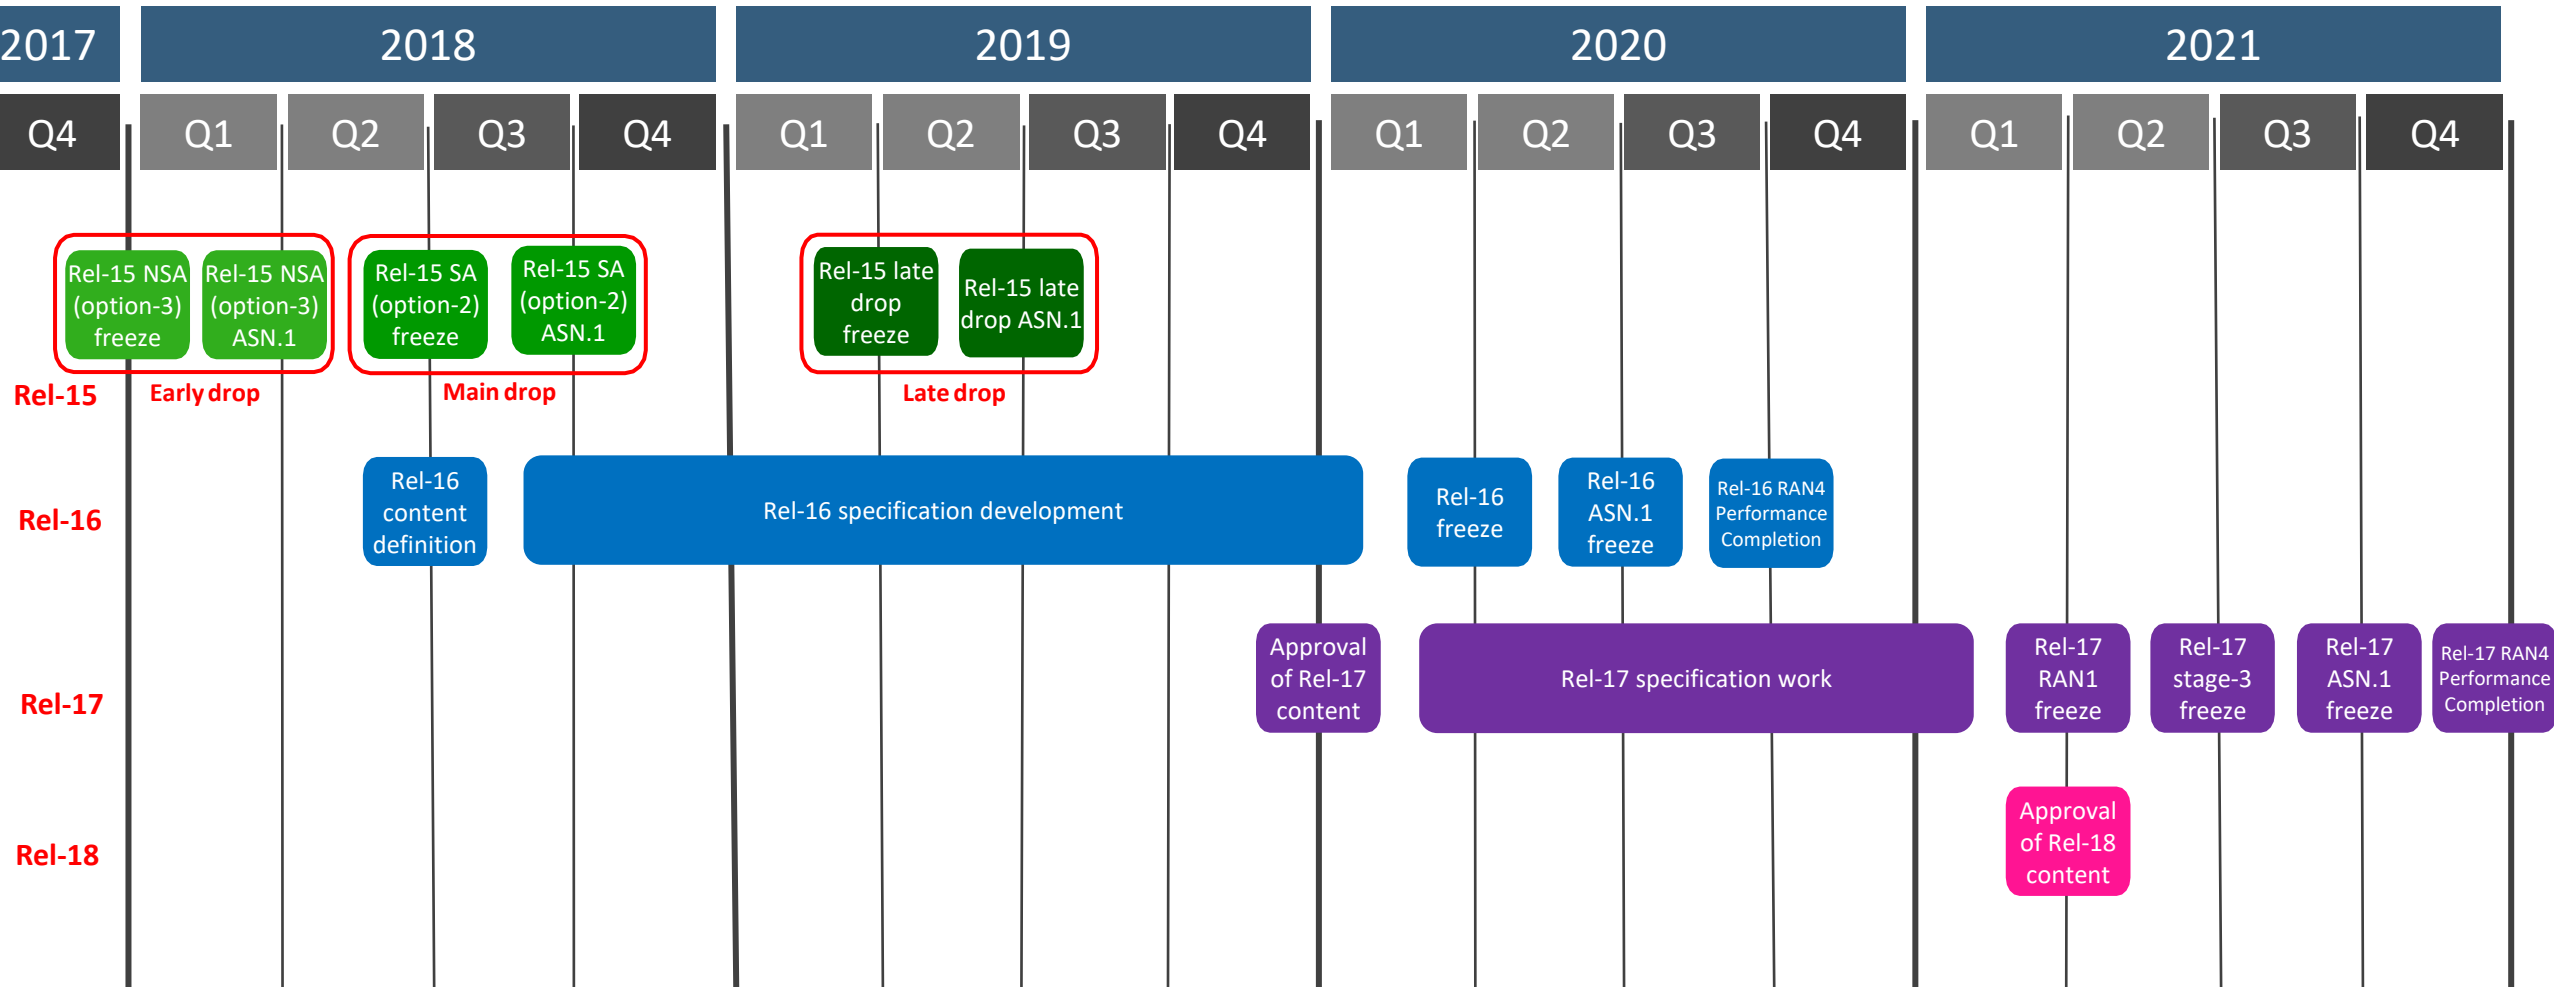 2017
2018
2019
2020
2021
Q4
Q1
Q2
Q3
Q4
Q1
Q2
Q3
Q4
Q1
Q2
Q3
Q4
Q1
Q2
Q3
Q4
Rel-15 NSA
(option-3)
freeze
Rel-15 NSA
(option-3)
ASN.1
Rel-15 SA
(option-2)
freeze
Rel-15 SA
(option-2)
ASN.1
Rel-15 late
drop
freeze
Rel-15 late
drop ASN.1
Rel-15
Early drop
Main drop
Late drop
Rel-16
Rel-16
content
definition
Rel-16 specification development
Rel-16
freeze
Rel-16
ASN.1
freeze
Rel-16 RAN4
Performance
Completion
Rel-17
Approval
of Rel-17
content
Rel-17 specification work
Rel-17
RAN1
freeze
Rel-17
stage-3
freeze
Rel-17
ASN.1
freeze
Rel-17 RAN4
Performance
Completion
Rel-18
Approval
of Rel-18
content